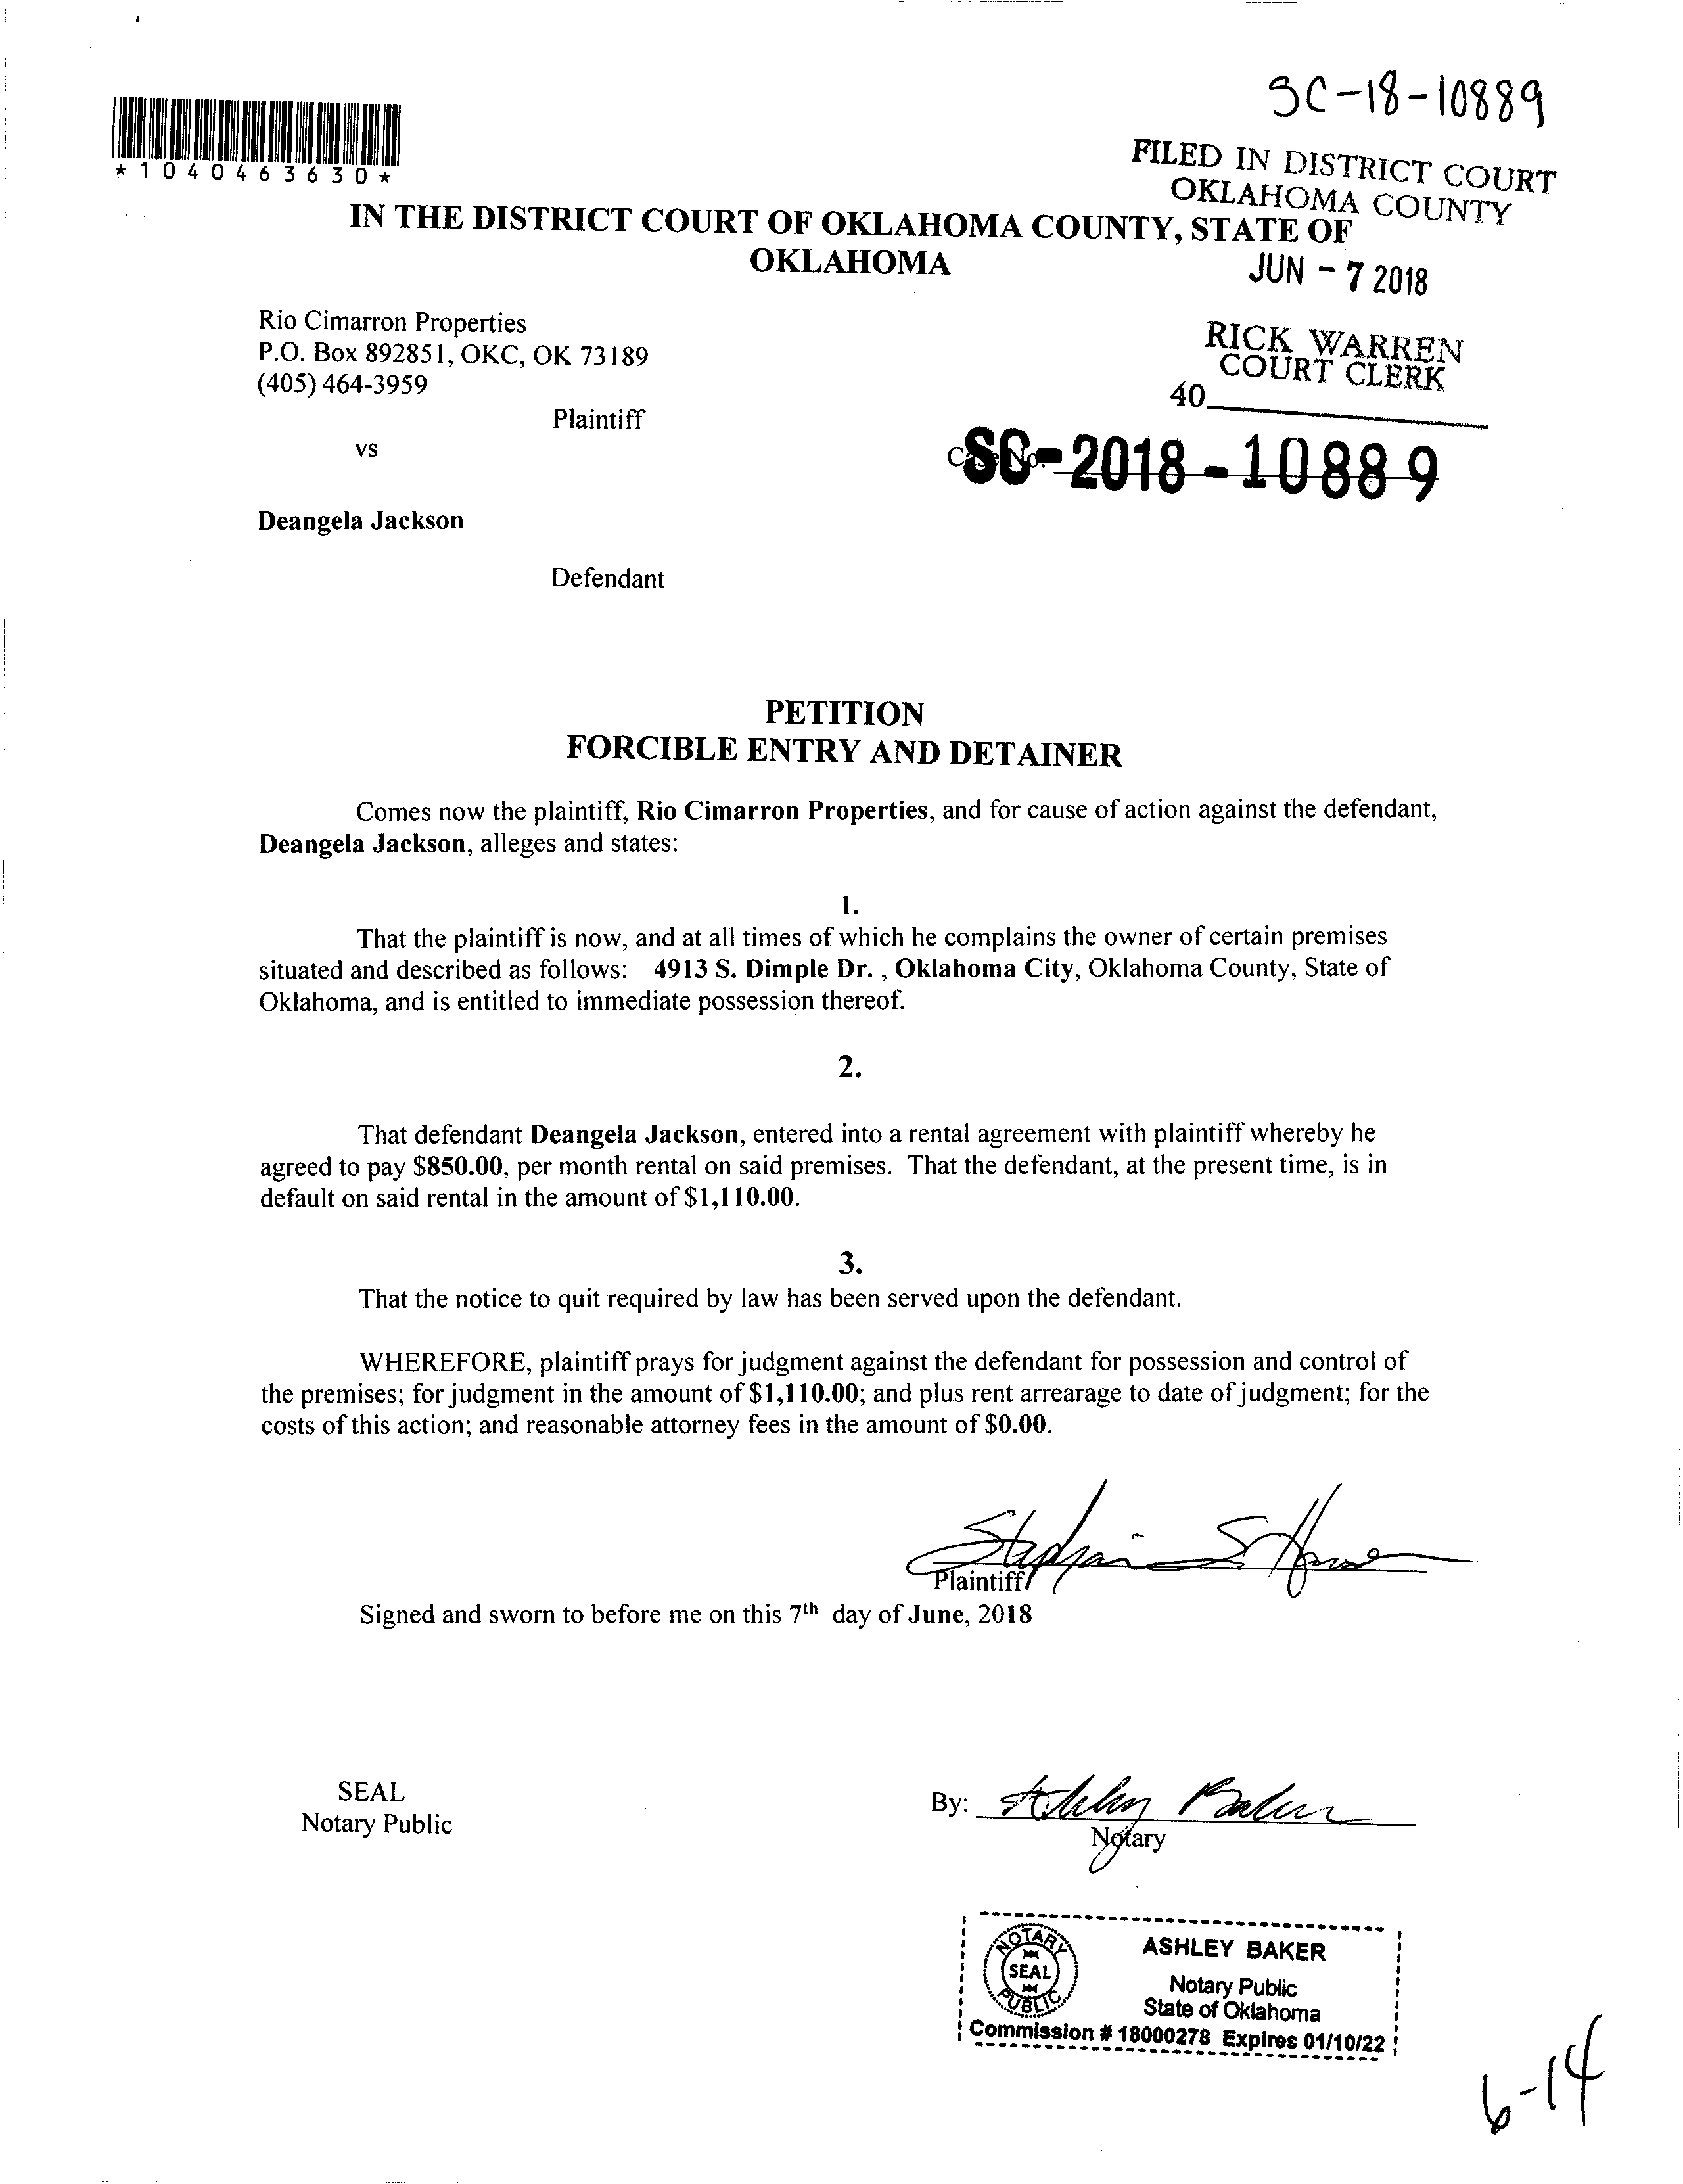 SC-18-10889
*1040463630*
FILED IN DISTRICT COURT
OKLAHOMA COUNTY
IN THE DISTRICT COURT OF OKLAHOMA COUNTY, STATE OF
OKLAHOMA
JUN - 7 2018
Rio Cimarron Properties
P.O. Box 892851, OKC, OK 73189
(405) 464-3959
RICK WARREN
COURT CLERK
40
Plaintiff
vs
Case No.
SC-2018-10889
Deangela Jackson
Defendant
PETITION
FORCIBLE ENTRY AND DETAINER
Comes now the plaintiff, Rio Cimarron Properties, and for cause of action against the defendant,
Deangela Jackson, alleges and states:
1.
That the plaintiff is now, and at all times of which he complains the owner of certain premises
situated and described as follows: 4913 S. Dimple Dr. , Oklahoma City, Oklahoma County, State of
Oklahoma, and is entitled to immediate possession thereof.
2.
That defendant Deangela Jackson, entered into a rental agreement with plaintiff whereby he
agreed to pay $850.00, per month rental on said premises. That the defendant, at the present time, is in
default on said rental in the amount of $1,110.00.
3.
That the notice to quit required by law has been served upon the defendant.
WHEREFORE, plaintiff prays for judgment against the defendant for possession and control of
the premises; for judgment in the amount of $1,110.00; and plus rent arrearage to date of judgment; for the
costs of this action; and reasonable attorney fees in the amount of $0.00.
Plaintiff
Signed and sworn to before me on this 7th day of June, 2018
SEAL
Notary Public
By: Ashley Baker
Notary
NOTARY
SEAL
PUBLIC
ASHLEY BAKER
Notary Public
State of Oklahoma
Commission # 18000278 Expires 01/10/22
6-14